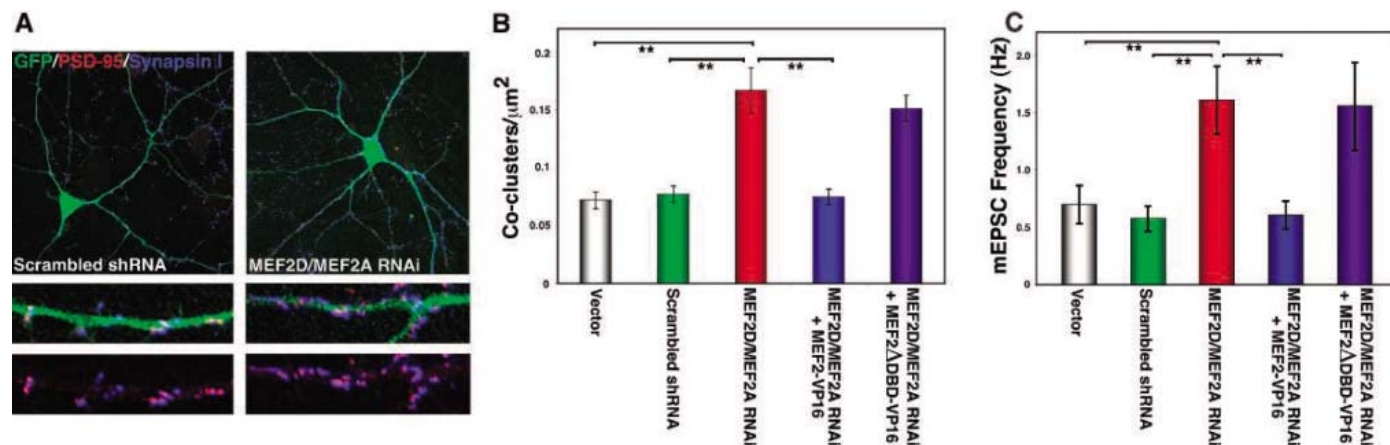 A
GFP/PSD-95/Synapsin I
Scrambled shRNA
MEF2D/MEF2A RNAi
B
Co-clusters/μm²
0.2
0.15
0.1
0.05
0
**
**
**
Vector
Scrambled shRNA
MEF2D/MEF2A RNAi
MEF2D/MEF2A RNAi
+ MEF2-VP16
MEF2D/MEF2A RNAi
+ MEF2ΔDBD-VP16
C
mEPSC Frequency (Hz)
2.0
1.5
1.0
0.5
0
**
**
**
Vector
Scrambled shRNA
MEF2D/MEF2A RNAi
MEF2D/MEF2A RNAi
+ MEF2-VP16
MEF2D/MEF2A RNAi
+ MEF2ΔDBD-VP16